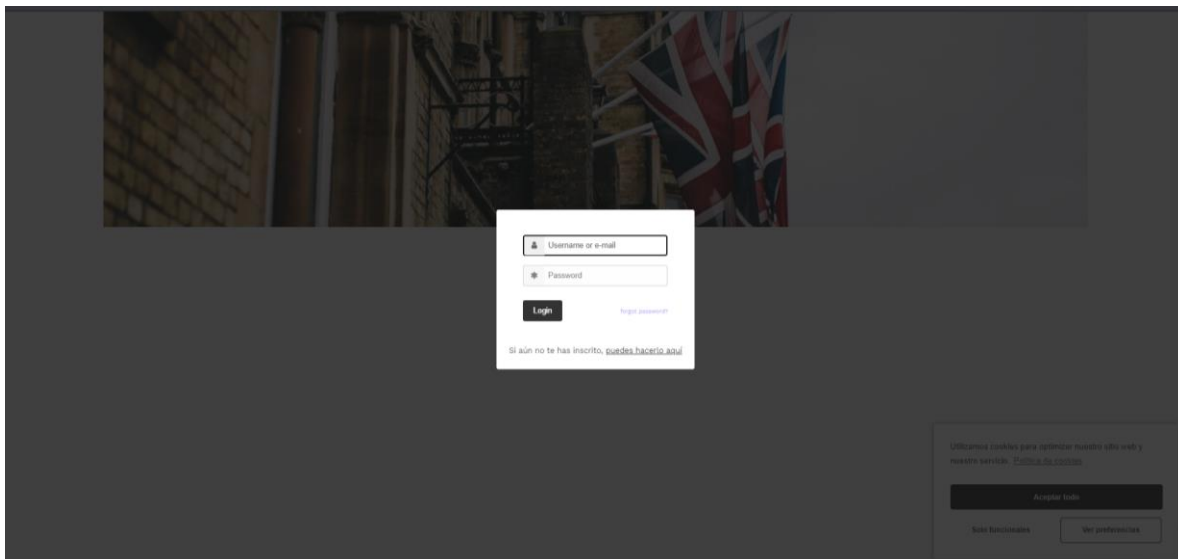 Username or e-mail
Password
Login
forgot password?
Si aún no te has inscrito, puedes hacerlo aquí
Utilizamos cookies para optimizar nuestro sitio web y
nuestro servicio. Política de cookies
Aceptar todo
Solo funcionales
Ver preferencias